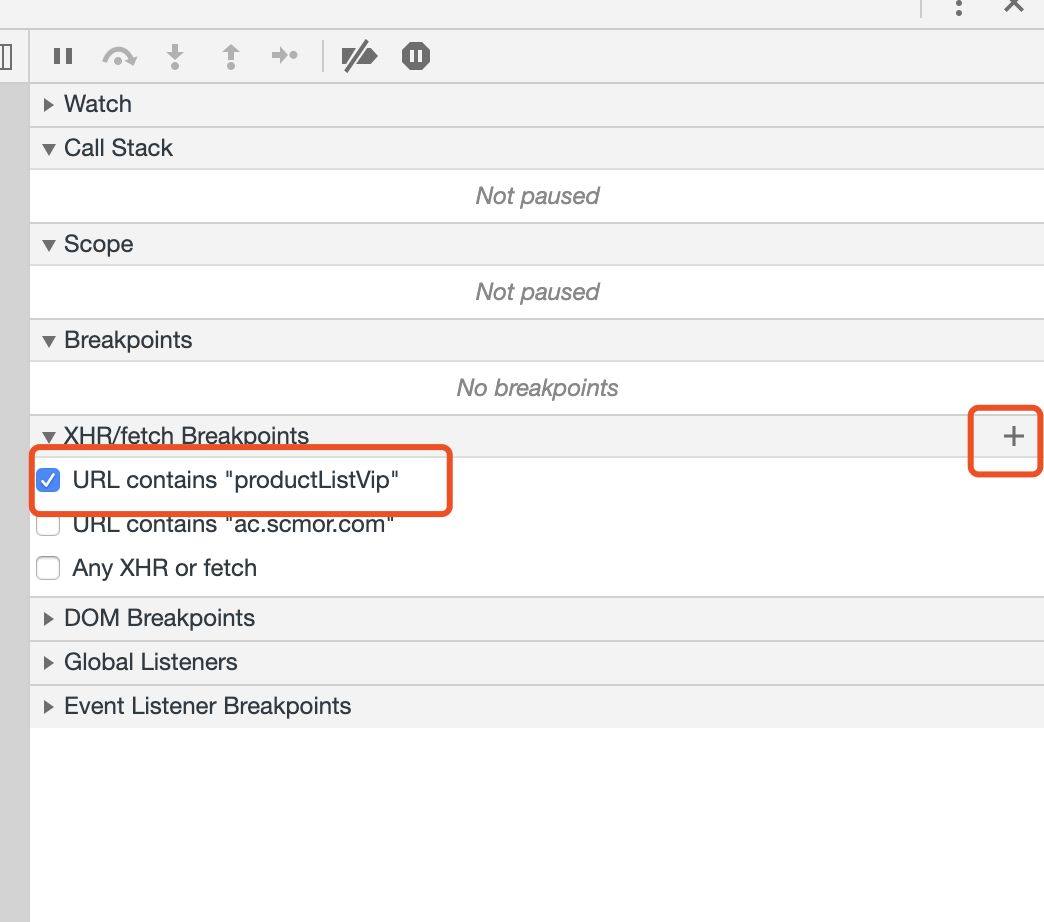 Watch
Call Stack
Not paused
Scope
Not paused
Breakpoints
No breakpoints
XHR/fetch Breakpoints
URL contains "productListVip"
URL contains "ac.scmor.com"
Any XHR or fetch
DOM Breakpoints
Global Listeners
Event Listener Breakpoints